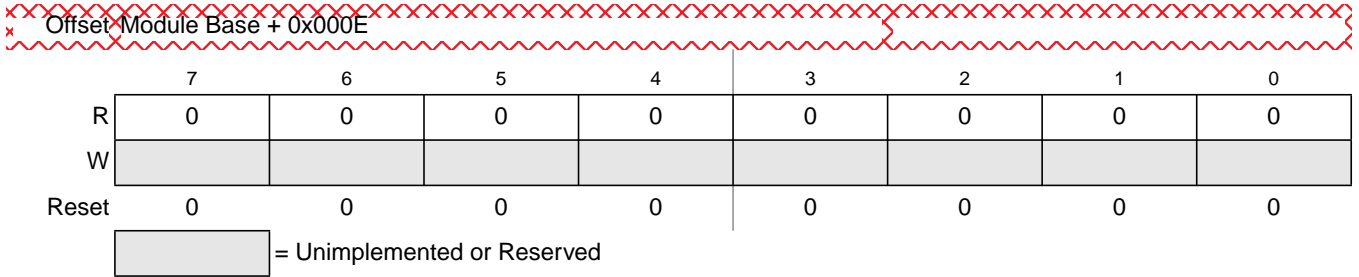 Offset Module Base + 0x000E
7 6 5 4 3 2 1 0
R 0 0 0 0 0 0 0 0
W
Reset 0 0 0 0 0 0 0 0
= Unimplemented or Reserved